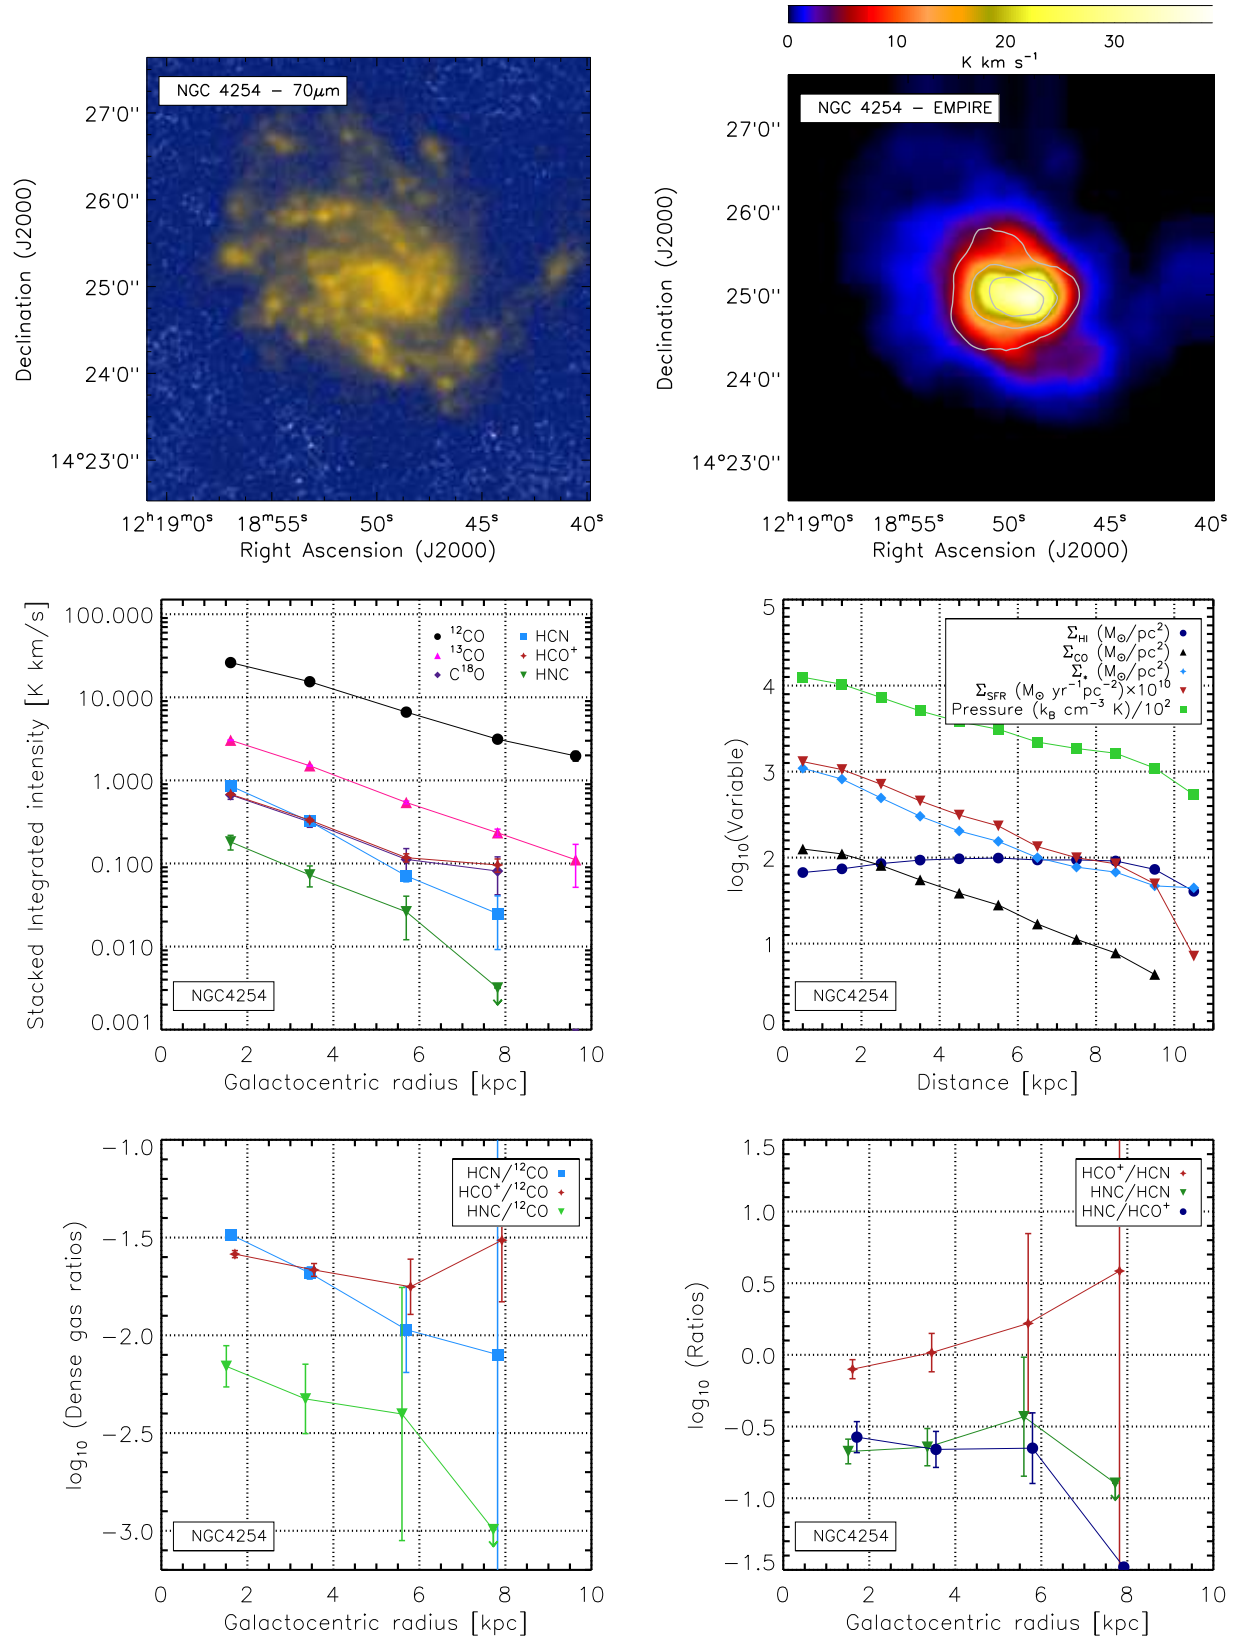 NGC 4254 − 70μm
27'0''
26'0''
25'0''
24'0''
14°23'0''
Declination (J2000)
12ʰ19ᵐ0ˢ 18ᵐ55ˢ 50ˢ 45ˢ 40ˢ
Right Ascension (J2000)
0 10 20 30
K km s⁻¹
NGC 4254 − EMPIRE
27'0''
26'0''
25'0''
24'0''
14°23'0''
Declination (J2000)
12ʰ19ᵐ0ˢ 18ᵐ55ˢ 50ˢ 45ˢ 40ˢ
Right Ascension (J2000)
Stacked Integrated intensity [K km/s]
100.000
10.000
1.000
0.100
0.010
0.001
¹²CO HCN
¹³CO HCO⁺
C¹⁸O HNC
NGC4254
0 2 4 6 8 10
Galactocentric radius [kpc]
log₁₀(Variable)
5
4
3
2
1
0
Σ_HI (M⊙/pc²)
Σ_CO (M⊙/pc²)
Σ⋆ (M⊙/pc²)
Σ_SFR (M⊙ yr⁻¹pc⁻²)×10¹⁰
Pressure (k_B cm⁻³ K)/10²
NGC4254
0 2 4 6 8 10
Distance [kpc]
log₁₀ (Dense gas ratios)
−1.0
−1.5
−2.0
−2.5
−3.0
HCN/¹²CO
HCO⁺/¹²CO
HNC/¹²CO
NGC4254
0 2 4 6 8 10
Galactocentric radius [kpc]
log₁₀ (Ratios)
1.5
1.0
0.5
0.0
−0.5
−1.0
−1.5
HCO⁺/HCN
HNC/HCN
HNC/HCO⁺
NGC4254
0 2 4 6 8 10
Galactocentric radius [kpc]